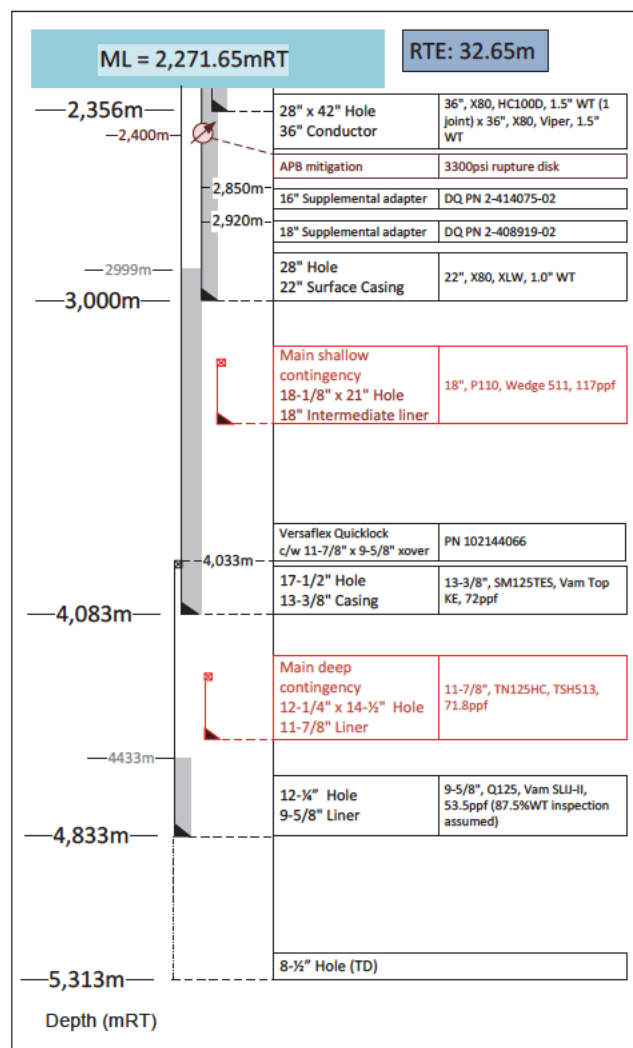 ML = 2,271.65mRT
RTE: 32.65m
2,356m
28" x 42" Hole
36" Conductor
36", X80, HC100D, 1.5" WT (1
joint) x 36", X80, Viper, 1.5"
WT
2,400m
APB mitigation
3300psi rupture disk
2,850m
16" Supplemental adapter
DQ PN 2-414075-02
2,920m
18" Supplemental adapter
DQ PN 2-408919-02
2999m
28" Hole
22" Surface Casing
22", X80, XLW, 1.0" WT
3,000m
Main shallow
contingency
18-1/8" x 21" Hole
18" Intermediate liner
18", P110, Wedge 511, 117ppf
Versaflex Quicklock
c/w 11-7/8" x 9-5/8" xover
PN 102144066
4,033m
17-1/2" Hole
13-3/8" Casing
13-3/8", SM125TES, Vam Top
KE, 72ppf
4,083m
Main deep
contingency
12-1/4" x 14-½" Hole
11-7/8" Liner
11-7/8", TN125HC, TSH513,
71.8ppf
4433m
12-¼” Hole
9-5/8" Liner
9-5/8", Q125, Vam SLIJ-II,
53.5ppf (87.5%WT inspection
assumed)
4,833m
8-½” Hole (TD)
5,313m
Depth (mRT)